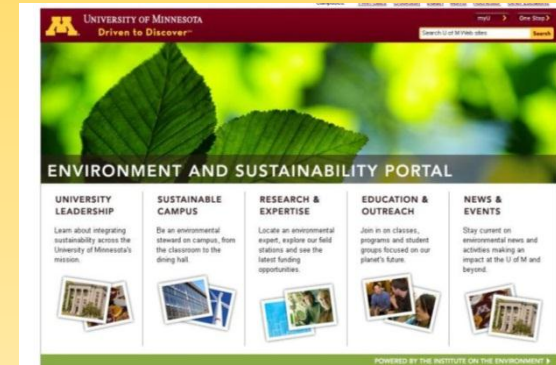 UNIVERSITY OF MINNESOTA
Driven to Discover
myU > One Stop >
Search U of M Web sites
Search
ENVIRONMENT AND SUSTAINABILITY PORTAL
UNIVERSITY
LEADERSHIP
Learn about integrating
sustainability across the
University of Minnesota's
mission.
SUSTAINABLE
CAMPUS
Be an environmental
steward on campus, from
the classroom to the
dining hall.
RESEARCH &
EXPERTISE
Locate an environmental
expert, explore our field
stations and see the
latest funding
opportunities.
EDUCATION &
OUTREACH
Join in on classes,
programs and student
groups focused on our
planet's future.
NEWS &
EVENTS
Stay current on
environmental news and
activities making an
impact at the U of M and
beyond.
POWERED BY THE INSTITUTE ON THE ENVIRONMENT >